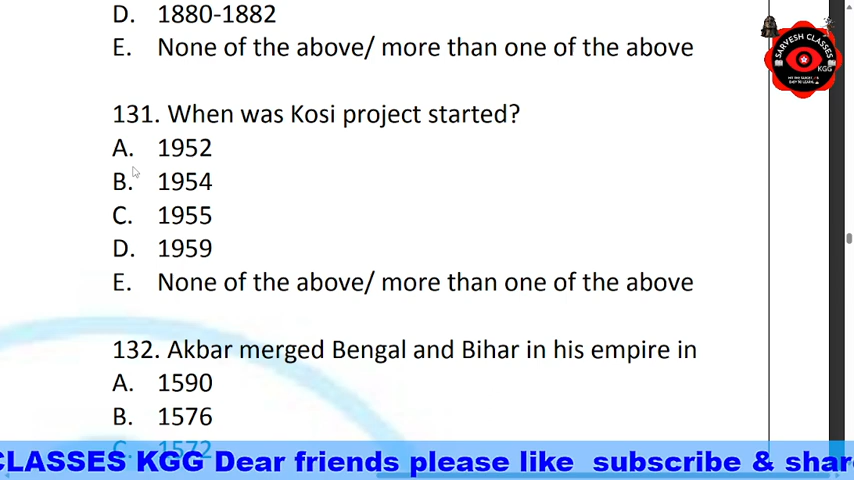 D. 1880-1882
E. None of the above/ more than one of the above
SARVESH CLASSES
KGG
131. When was Kosi project started?
A. 1952
B. 1954
C. 1955
D. 1959
E. None of the above/ more than one of the above
132. Akbar merged Bengal and Bihar in his empire in
A. 1590
B. 1576
C. 1572
CLASSES KGG Dear friends please like subscribe & shar